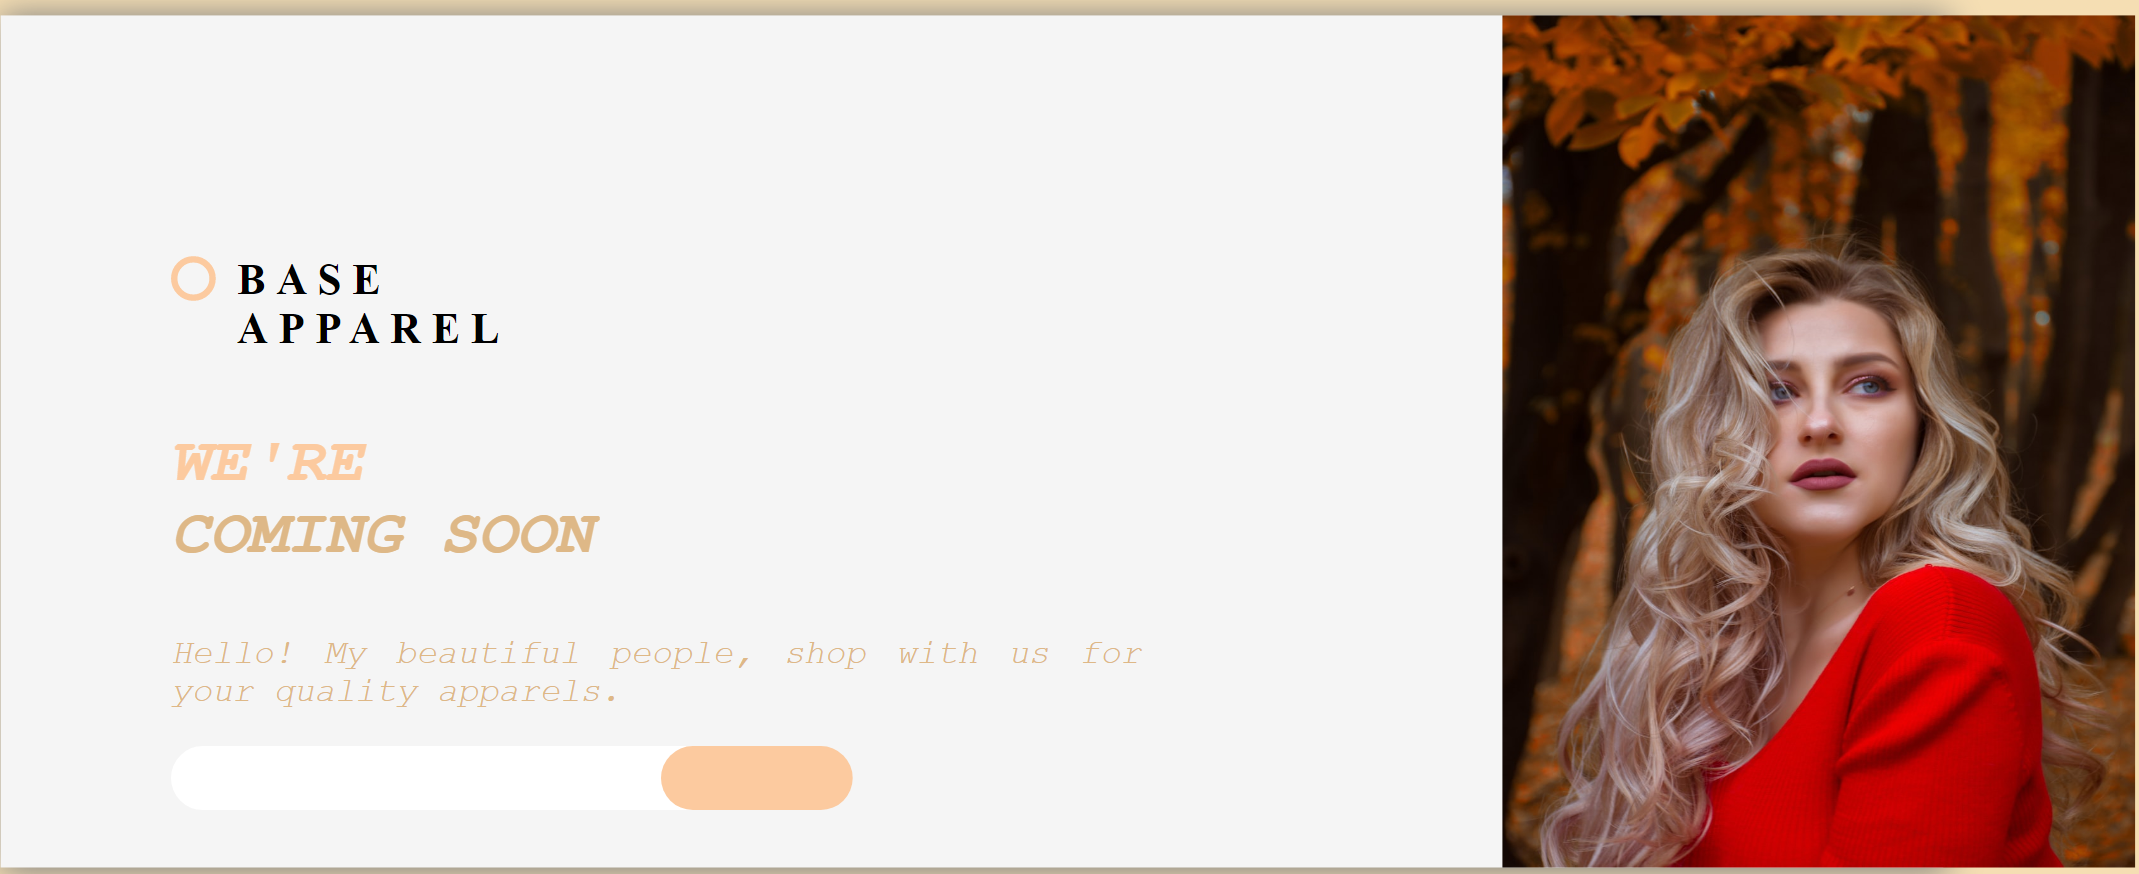 BASE
APPAREL
WE'RE
COMING SOON
Hello! My beautiful people, shop with us for
your quality apparels.